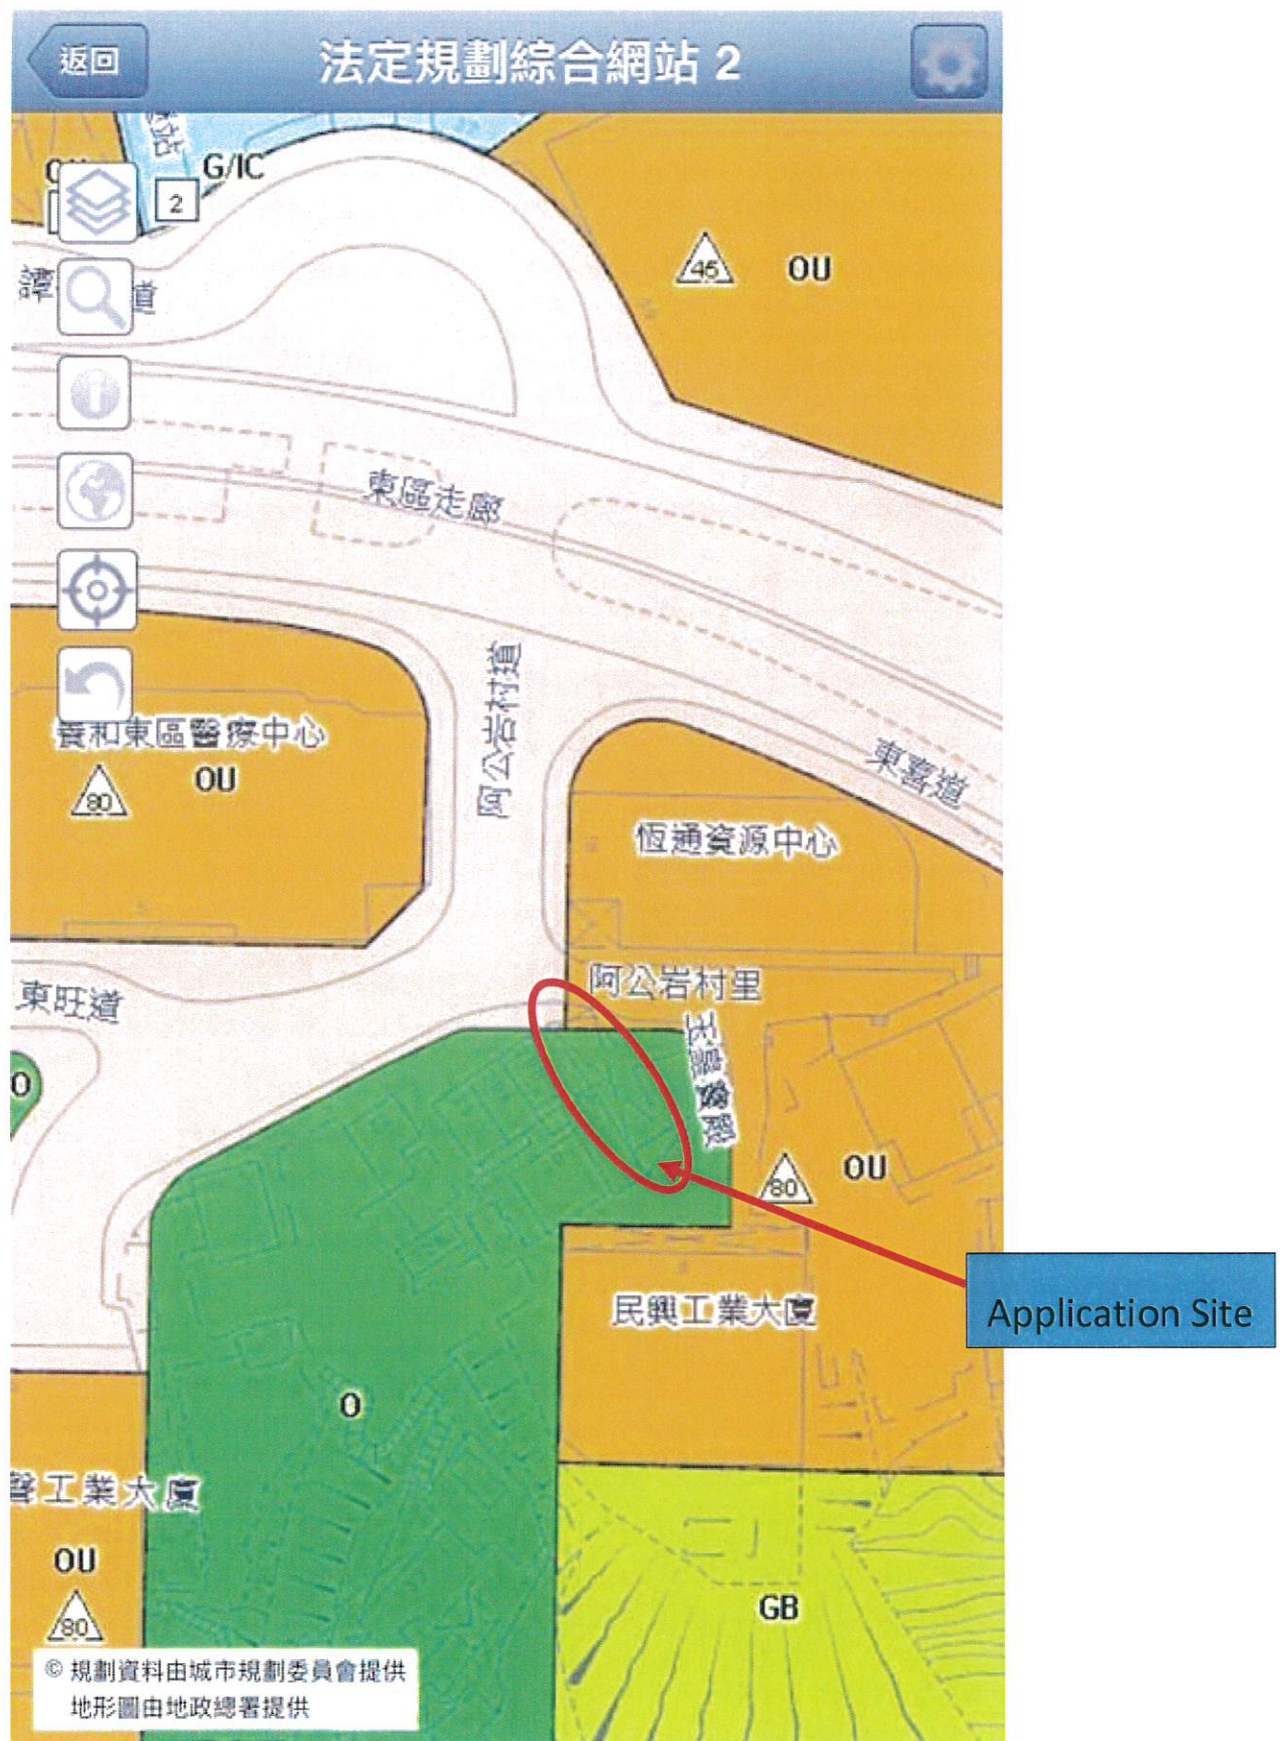 返回
法定規劃綜合網站 2
G/IC
2
45
OU
道
東區走廊
阿公岩村道
養和東區醫療中心
80
OU
東喜道
恆通資源中心
東旺道
阿公岩村里
O
80
OU
Application Site
民興工業大廈
O
聲工業大廈
OU
80
GB
© 規劃資料由城市規劃委員會提供
地形圖由地政總署提供